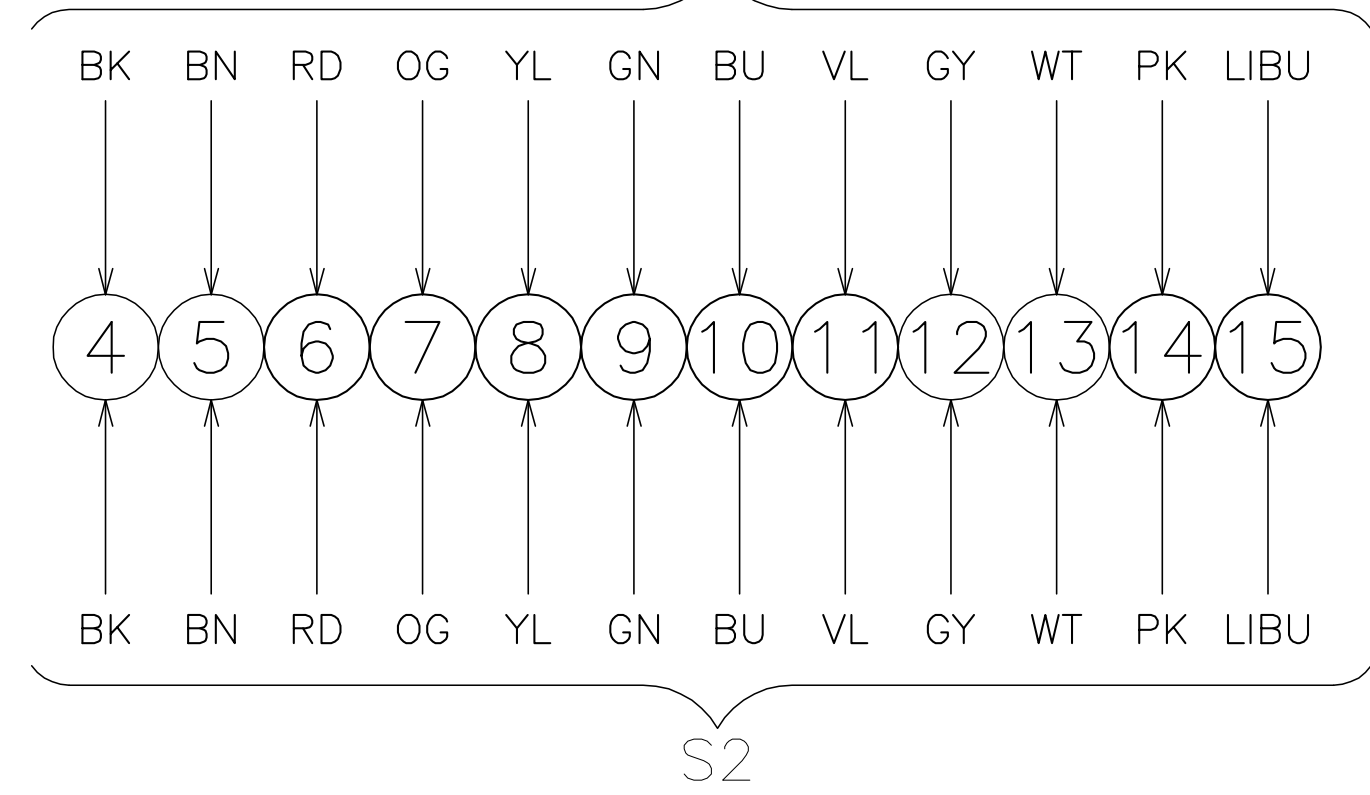 BK BN RD OG YL GN BU VL GY WT PK LIBU
4 5 6 7 8 9 10 11 12 13 14 15
BK BN RD OG YL GN BU VL GY WT PK LIBU
S2